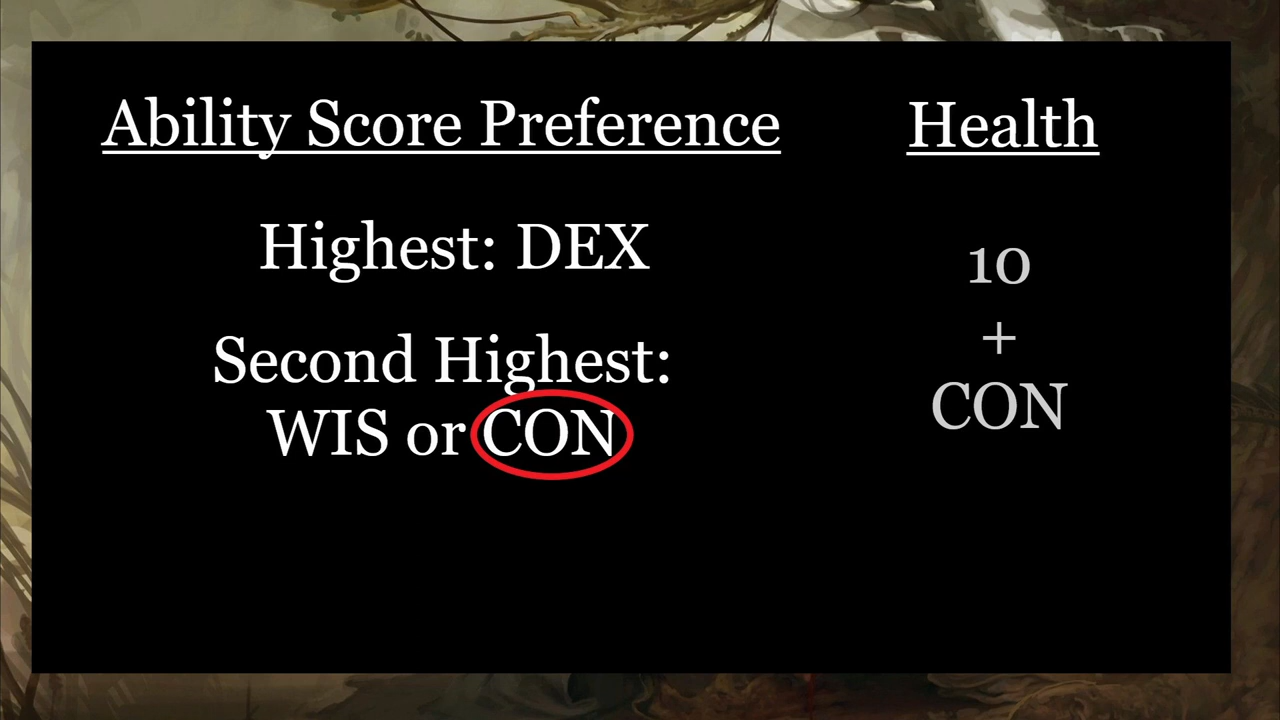 Ability Score Preference
Highest: DEX
Second Highest:
WIS or CON
Health
10
+
CON